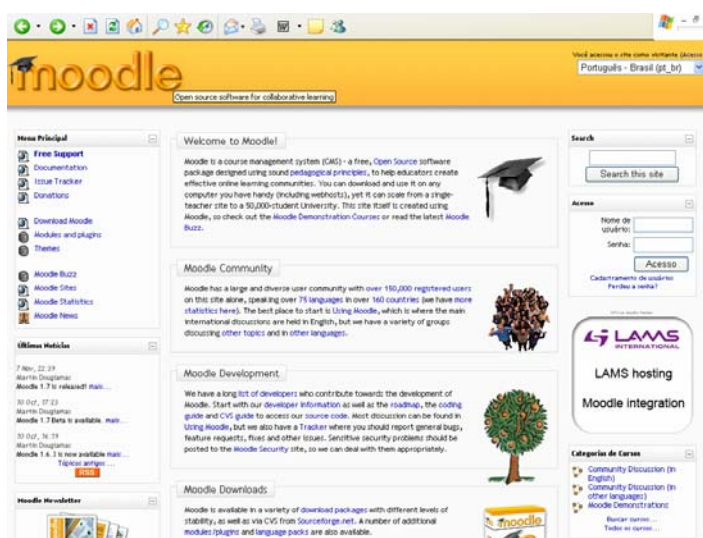 Você acessou o site como visitante (Acesso
moodle
Português - Brasil (pt_br)
Open source software for collaborative learning
Menu Principal
Free Support
Documentation
Issue Tracker
Donations
Download Moodle
Modules and plugins
Themes
Moodle Buzz
Moodle Sites
Moodle Statistics
Moodle News
Últimas Notícias
7 Nov, 22:39
Martin Dougiamas
Moodle 1.7 is released! mais...
10 Out, 17:23
Martin Dougiamas
Moodle 1.7 Beta is available. mais...
10 Out, 16:39
Martin Dougiamas
Moodle 1.6.3 is now available mais...
Tópicos antigos ...
RSS
Moodle Newsletter
Welcome to Moodle!
Moodle is a course management system (CMS) - a free, Open Source software
package designed using sound pedagogical principles, to help educators create
effective online learning communities. You can download and use it on any
computer you have handy (including webhosts), yet it can scale from a single-
teacher site to a 50,000-student University. This site itself is created using
Moodle, so check out the Moodle Demonstration Courses or read the latest Moodle
Buzz.
Moodle Community
Moodle has a large and diverse user community with over 150,000 registered users
on this site alone, speaking over 75 languages in over 160 countries (we have more
statistics here). The best place to start is Using Moodle, which is where the main
international discussions are held in English, but we have a variety of groups
discussing other topics and in other languages.
Moodle Development
We have a long list of developers who contribute towards the development of
Moodle. Start with our developer information as well as the roadmap, the coding
guide and CVS guide to access our source code. Most discussion can be found in
Using Moodle, but we also have a Tracker where you should report general bugs,
feature requests, fixes and other issues. Sensitive security problems should be
posted to the Moodle Security site, so we can deal with them appropriately.
Moodle Downloads
Moodle is available in a variety of download packages with different levels of
stability, as well as via CVS from Sourceforge.net. A number of additional
modules/plugins and language packs are also available.
moodle
Search
Search this site
Acesso
Nome de
usuário:
Senha:
Acesso
Cadastramento de usuários
Perdeu a senha?
LAMS
INTERNATIONAL
LAMS hosting
Moodle integration
Categorias de Cursos
Community Discussion (in
English)
Community Discussion (in
other languages)
Moodle Demonstrations
Buscar cursos...
Todos os cursos...